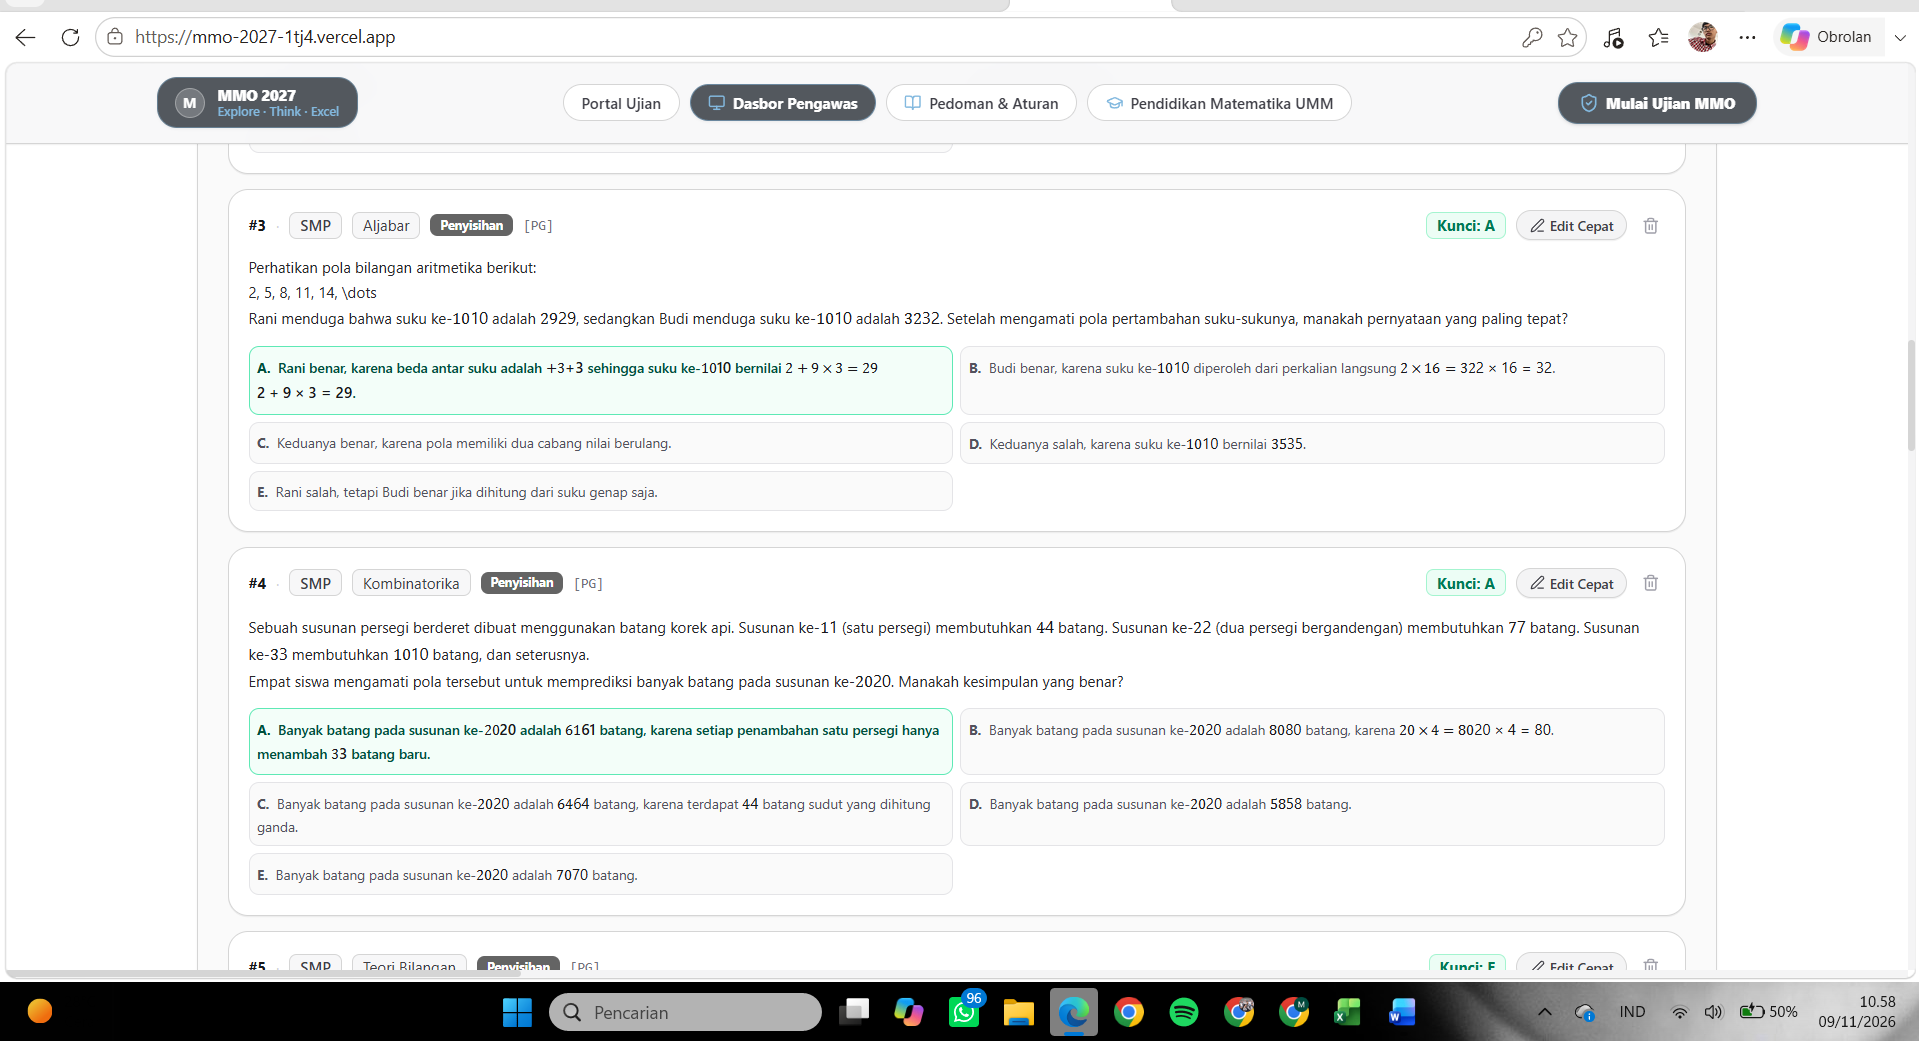 https://mmo-2027-1tj4.vercel.app
Obrolan
M
MMO 2027
Explore · Think · Excel
Portal Ujian
Dasbor Pengawas
Pedoman & Aturan
Pendidikan Matematika UMM
Mulai Ujian MMO
#3 · SMP Aljabar Penyisihan [PG]
Kunci: A Edit Cepat
Perhatikan pola bilangan aritmetika berikut:
2, 5, 8, 11, 14, \dots
Rani menduga bahwa suku ke-1010 adalah 2929, sedangkan Budi menduga suku ke-1010 adalah 3232. Setelah mengamati pola pertambahan suku-sukunya, manakah pernyataan yang paling tepat?
A. Rani benar, karena beda antar suku adalah +3+3 sehingga suku ke-1010 bernilai 2 + 9 × 3 = 29
2 + 9 × 3 = 29.
B. Budi benar, karena suku ke-1010 diperoleh dari perkalian langsung 2 × 16 = 322 × 16 = 32.
C. Keduanya benar, karena pola memiliki dua cabang nilai berulang.
D. Keduanya salah, karena suku ke-1010 bernilai 3535.
E. Rani salah, tetapi Budi benar jika dihitung dari suku genap saja.
#4 · SMP Kombinatorika Penyisihan [PG]
Kunci: A Edit Cepat
Sebuah susunan persegi berderet dibuat menggunakan batang korek api. Susunan ke-11 (satu persegi) membutuhkan 44 batang. Susunan ke-22 (dua persegi bergandengan) membutuhkan 77 batang. Susunan
ke-33 membutuhkan 1010 batang, dan seterusnya.
Empat siswa mengamati pola tersebut untuk memprediksi banyak batang pada susunan ke-2020. Manakah kesimpulan yang benar?
A. Banyak batang pada susunan ke-2020 adalah 6161 batang, karena setiap penambahan satu persegi hanya
menambah 33 batang baru.
B. Banyak batang pada susunan ke-2020 adalah 8080 batang, karena 20 × 4 = 8020 × 4 = 80.
C. Banyak batang pada susunan ke-2020 adalah 6464 batang, karena terdapat 44 batang sudut yang dihitung
ganda.
D. Banyak batang pada susunan ke-2020 adalah 5858 batang.
E. Banyak batang pada susunan ke-2020 adalah 7070 batang.
#5 · SMP Teori Bilangan Penyisihan [PG]
Kunci: E Edit Cepat
Pencarian
96
M
IND
50%
10.58
09/11/2026